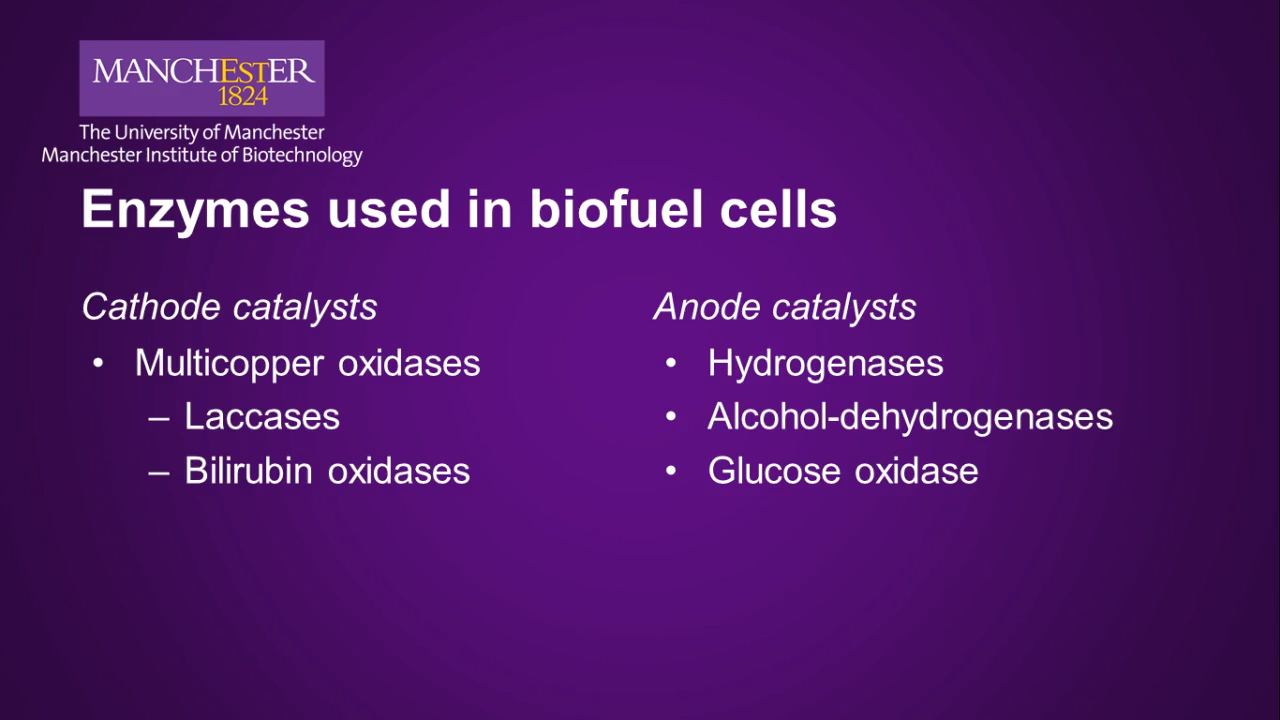 MANCHESTER
1824
The University of Manchester
Manchester Institute of Biotechnology
Enzymes used in biofuel cells
Cathode catalysts
• Multicopper oxidases
– Laccases
– Bilirubin oxidases
Anode catalysts
• Hydrogenases
• Alcohol-dehydrogenases
• Glucose oxidase